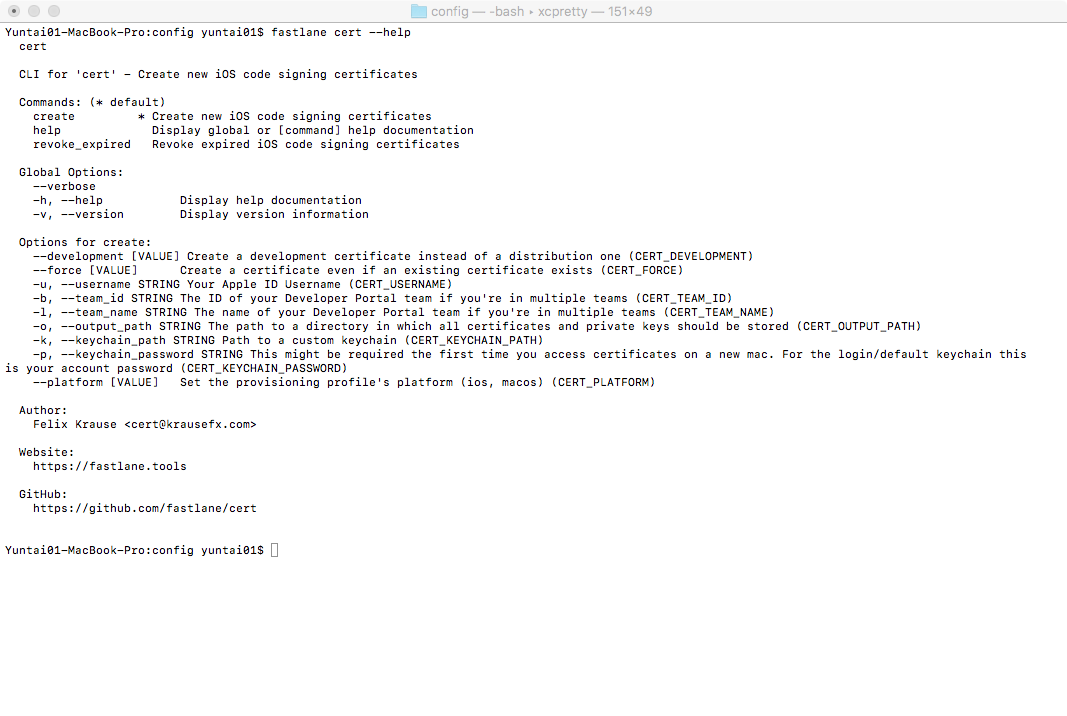 config — -bash ▸ xcpretty — 151×49
Yuntai01-MacBook-Pro:config yuntai01$ fastlane cert --help
cert
CLI for 'cert' - Create new iOS code signing certificates
Commands: (* default)
create * Create new iOS code signing certificates
help Display global or [command] help documentation
revoke_expired Revoke expired iOS code signing certificates
Global Options:
--verbose
-h, --help Display help documentation
-v, --version Display version information
Options for create:
--development [VALUE] Create a development certificate instead of a distribution one (CERT_DEVELOPMENT)
--force [VALUE] Create a certificate even if an existing certificate exists (CERT_FORCE)
-u, --username STRING Your Apple ID Username (CERT_USERNAME)
-b, --team_id STRING The ID of your Developer Portal team if you're in multiple teams (CERT_TEAM_ID)
-l, --team_name STRING The name of your Developer Portal team if you're in multiple teams (CERT_TEAM_NAME)
-o, --output_path STRING The path to a directory in which all certificates and private keys should be stored (CERT_OUTPUT_PATH)
-k, --keychain_path STRING Path to a custom keychain (CERT_KEYCHAIN_PATH)
-p, --keychain_password STRING This might be required the first time you access certificates on a new mac. For the login/default keychain this
is your account password (CERT_KEYCHAIN_PASSWORD)
--platform [VALUE] Set the provisioning profile's platform (ios, macos) (CERT_PLATFORM)
Author:
Felix Krause <cert@krausefx.com>
Website:
https://fastlane.tools
GitHub:
https://github.com/fastlane/cert
Yuntai01-MacBook-Pro:config yuntai01$